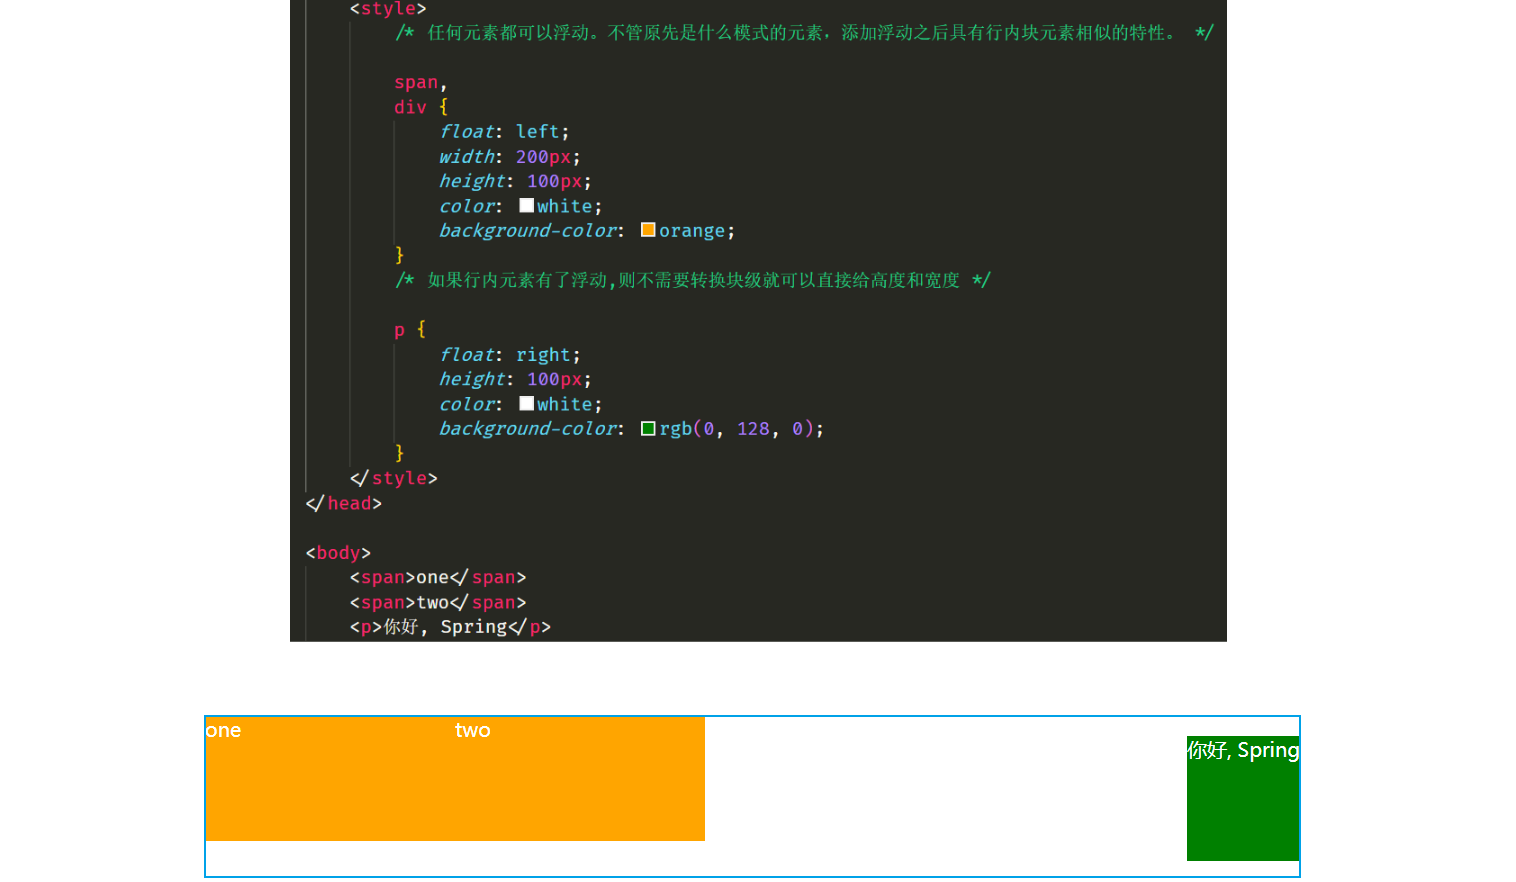 <style>
/* 任何元素都可以浮动。不管原先是什么模式的元素，添加浮动之后具有行内块元素相似的特性。 */
span,
div {
float: left;
width: 200px;
height: 100px;
color: white;
background-color: orange;
}
/* 如果行内元素有了浮动,则不需要转换块级就可以直接给高度和宽度 */
p {
float: right;
height: 100px;
color: white;
background-color: rgb(0, 128, 0);
}
</style>
</head>
<body>
<span>one</span>
<span>two</span>
<p>你好, Spring</p>
one two
你好, Spring